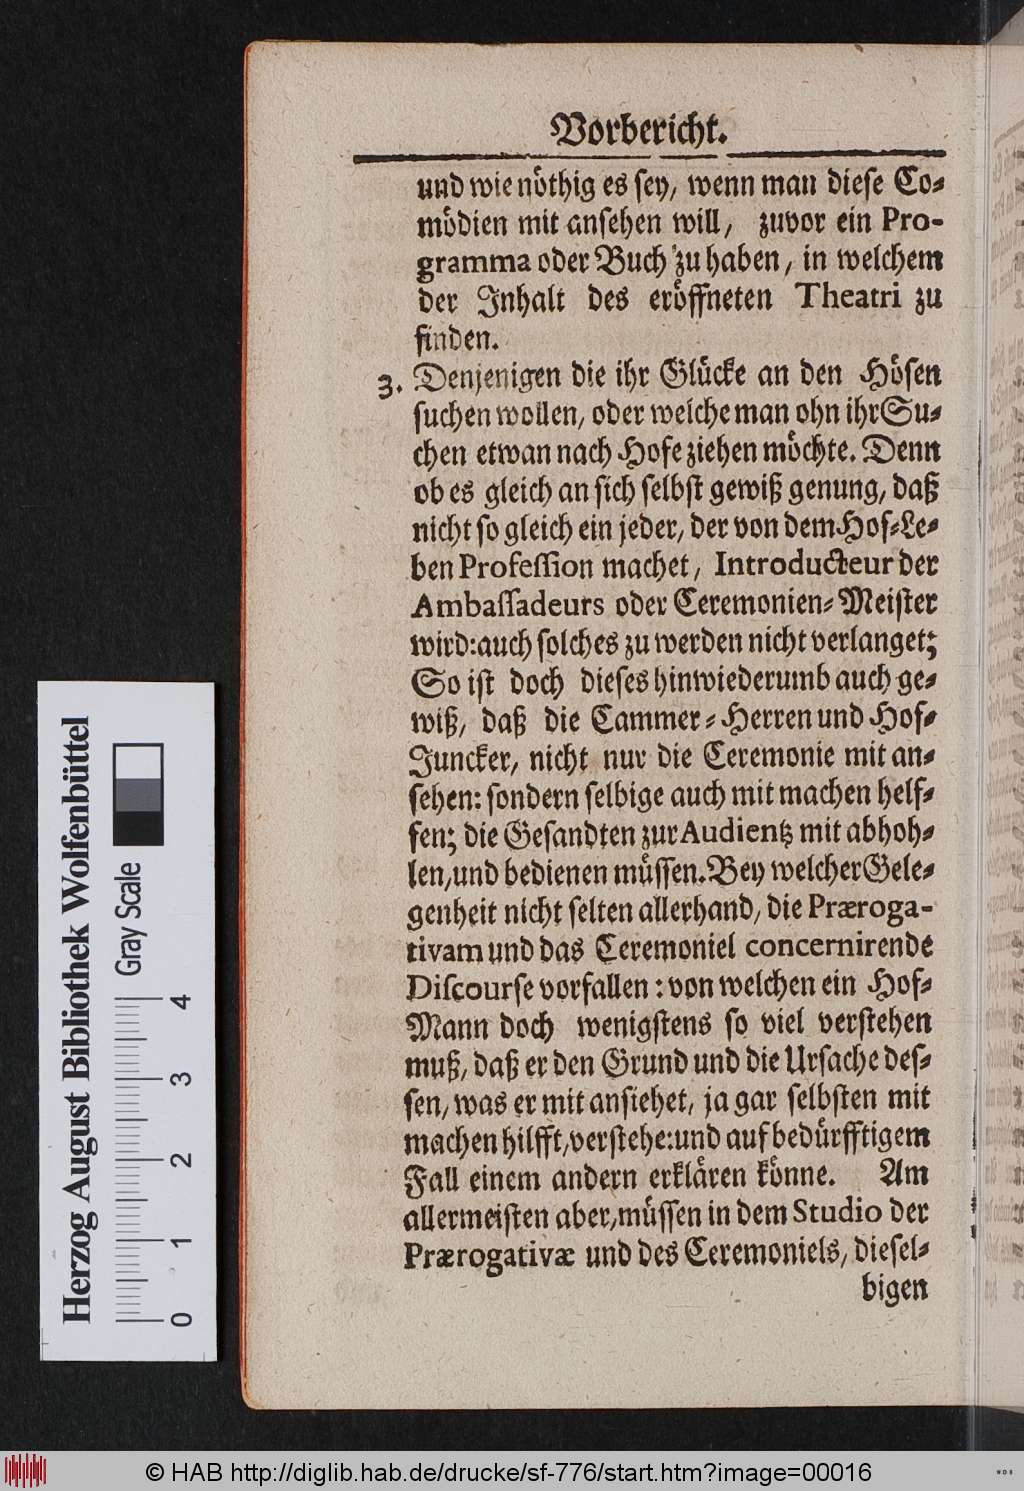 Vorbericht.
und wie nöthig es sey, wenn man diese Co-
mödien mit ansehen will, zuvor ein Pro-
gramma oder Buch zu haben, in welchem
der Inhalt des eröffneten Theatri zu
finden.
3. Denjenigen die ihr Glücke an den Hösen
suchen wollen, oder welche man ohn ihr Su-
chen etwan nach Hofe ziehen möchte. Denn
ob es gleich an sich selbst gewiß genung, daß
nicht so gleich ein jeder, der von dem Hof-Le-
ben Profession machet, Introducteur der
Ambassadeurs oder Ceremonien-Meister
wird: auch solches zu werden nicht verlanget;
So ist doch dieses hinwiederumb auch ge-
wiß, daß die Cammer-Herren und Hof-
Juncker, nicht nur die Ceremonie mit an-
sehen: sondern selbige auch mit machen helf-
fen; die Gesandten zur Audientz mit abhoh-
len, und bedienen müssen. Bey welcher Gele-
genheit nicht selten allerhand, die Præroga-
tivam und das Ceremoniel concernirende
Discourse vorfallen: von welchen ein Hof-
Mann doch wenigstens so viel verstehen
muß, daß er den Grund und die Ursache des-
sen, was er mit ansiehet, ja gar selbsten mit
machen hilfft, verstehe: und auf bedürfftigem
Fall einem andern erklären könne. Am
allermeisten aber, müssen in dem Studio der
Prærogativæ und des Ceremoniels, diesel-
bigen
Herzog August Bibliothek Wolfenbüttel
Gray Scale
0 1 2 3 4
© HAB http://diglib.hab.de/drucke/sf-776/start.htm?image=00016